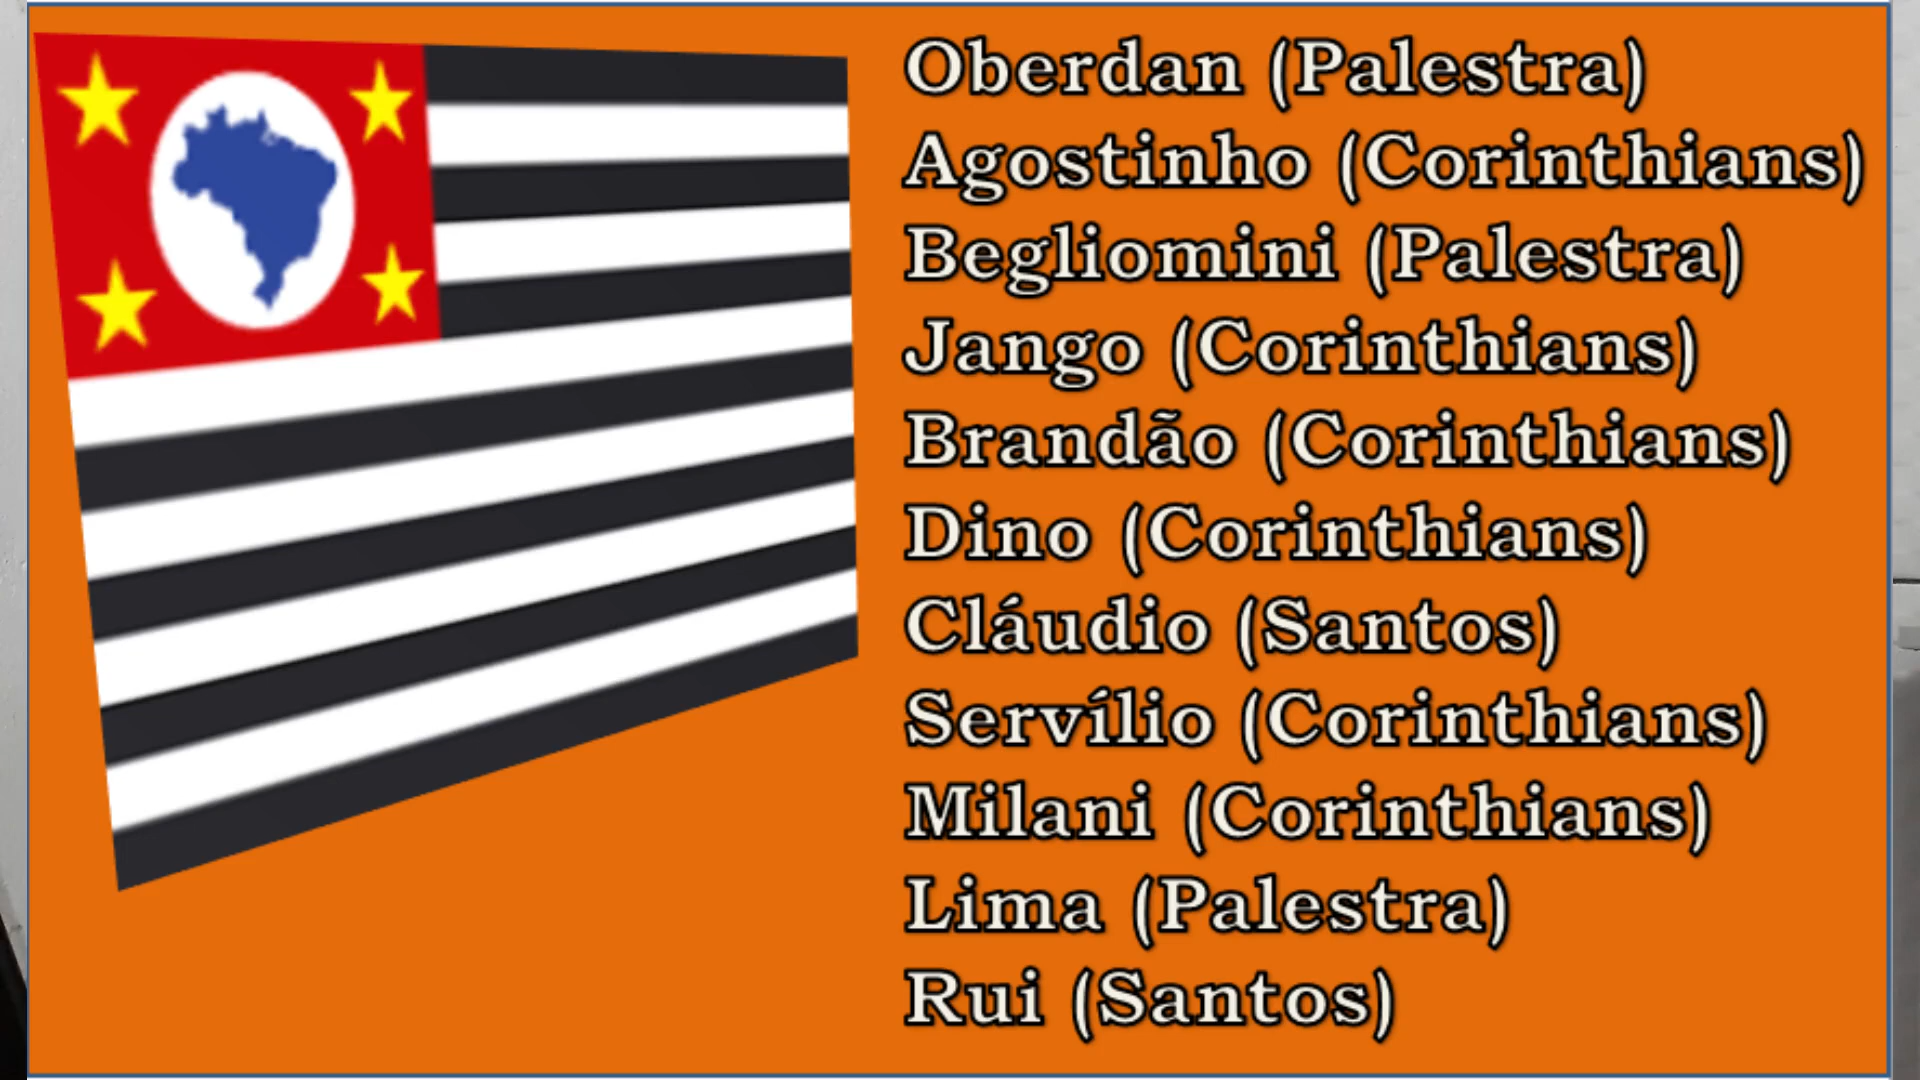 Oberdan (Palestra)
Agostinho (Corinthians)
Begliomini (Palestra)
Jango (Corinthians)
Brandão (Corinthians)
Dino (Corinthians)
Cláudio (Santos)
Servílio (Corinthians)
Milani (Corinthians)
Lima (Palestra)
Rui (Santos)